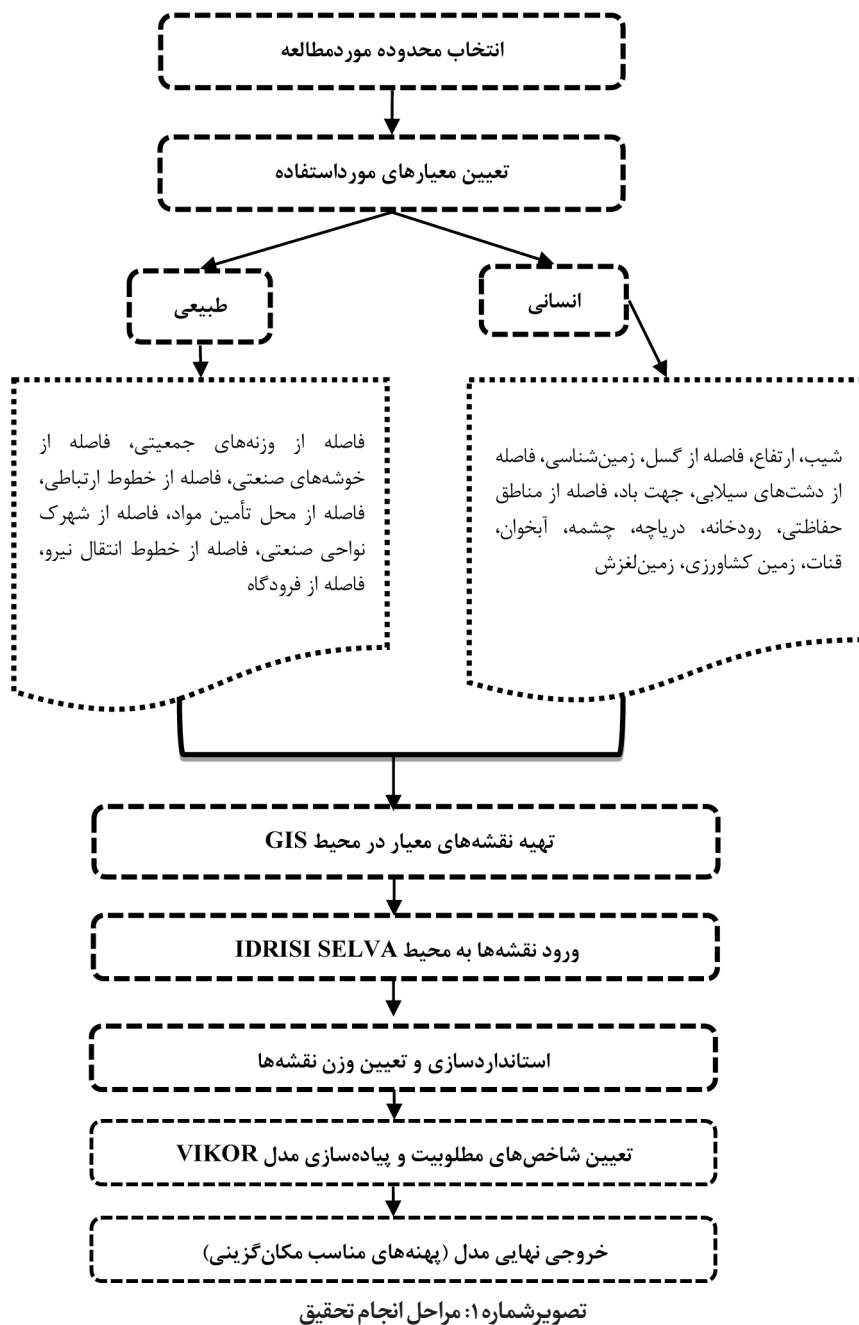 انتخاب محدوده موردمطالعه
تعیین معیارهای مورداستفاده
انسانی
طبیعی
شیب، ارتفاع، فاصله از گسل، زمین‌شناسی، فاصله
از دشت‌های سیلابی، جهت باد، فاصله از مناطق
حفاظتی، رودخانه، دریاچه، چشمه، آبخوان،
قنات، زمین کشاورزی، زمین‌لغزش
فاصله از وزنه‌های جمعیتی، فاصله از
خوشه‌های صنعتی، فاصله از خطوط ارتباطی،
فاصله از محل تأمین مواد، فاصله از شهرک
نواحی صنعتی، فاصله از خطوط انتقال نیرو،
فاصله از فرودگاه
تهیه نقشه‌های معیار در محیط GIS
ورود نقشه‌ها به محیط IDRISI SELVA
استانداردسازی و تعیین وزن نقشه‌ها
تعیین شاخص‌های مطلوبیت و پیاده‌سازی مدل VIKOR
خروجی نهایی مدل (پهنه‌های مناسب مکان‌گزینی)
تصویرشماره ۱: مراحل انجام تحقیق